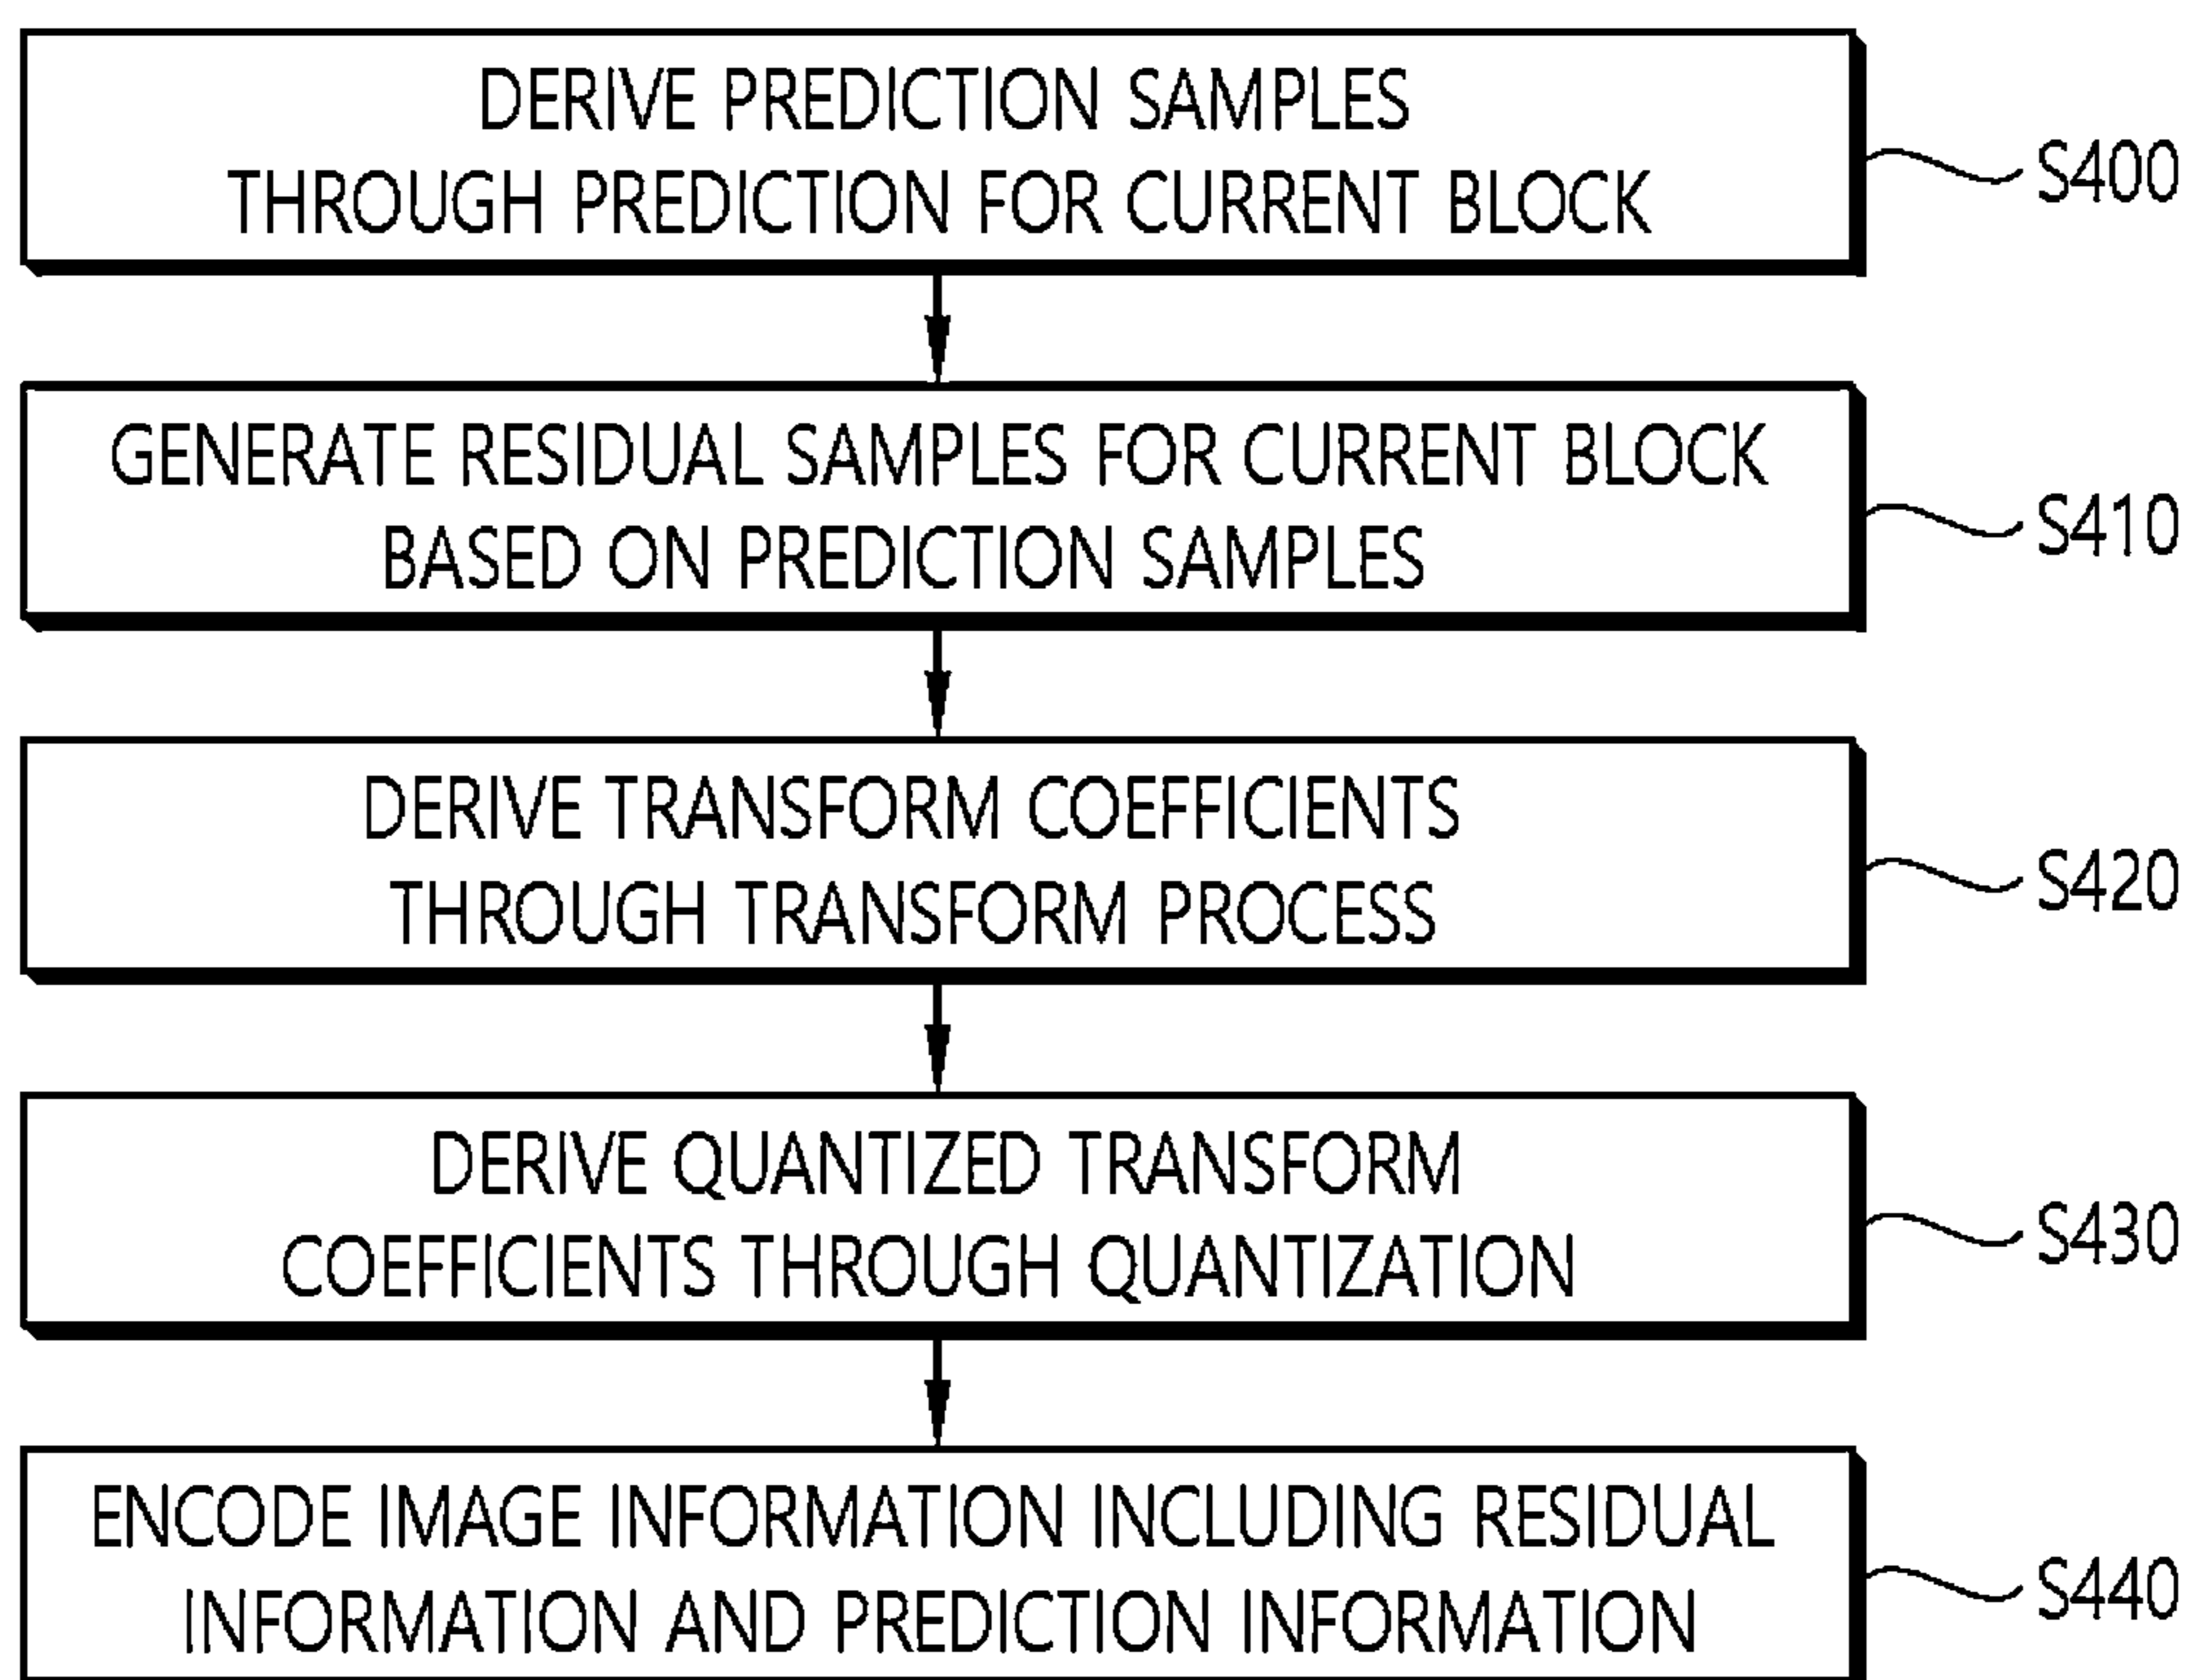 DERIVE PREDICTION SAMPLES
THROUGH PREDICTION FOR CURRENT BLOCK
S400
GENERATE RESIDUAL SAMPLES FOR CURRENT BLOCK
BASED ON PREDICTION SAMPLES
S410
DERIVE TRANSFORM COEFFICIENTS
THROUGH TRANSFORM PROCESS
S420
DERIVE QUANTIZED TRANSFORM
COEFFICIENTS THROUGH QUANTIZATION
S430
ENCODE IMAGE INFORMATION INCLUDING RESIDUAL
INFORMATION AND PREDICTION INFORMATION
S440